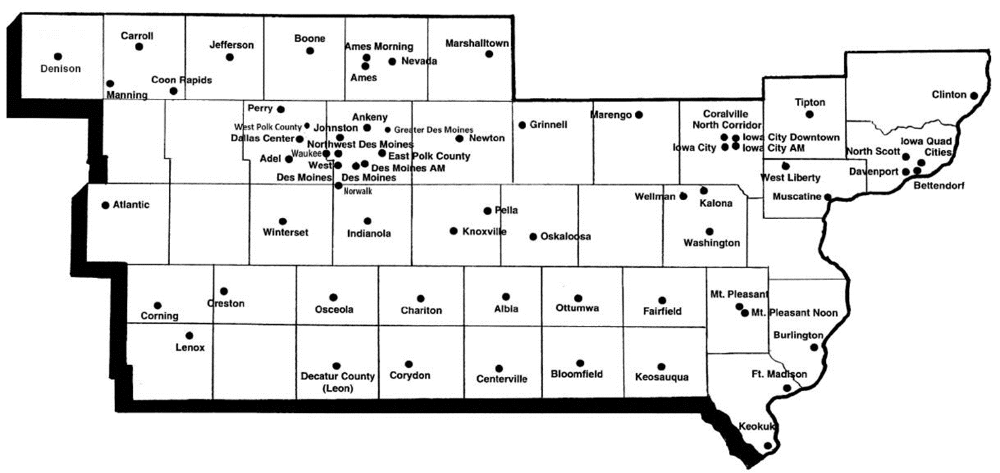 Denison
Carroll
Manning
Coon Rapids
Jefferson
Boone
Ames Morning
Nevada
Ames
Marshalltown
Perry
West Polk County
Johnston
Ankeny
Greater Des Moines
Dallas Center
Northwest Des Moines
Newton
Adel
Waukee
East Polk County
West
Des Moines
Des Moines
Des Moines AM
Norwalk
Grinnell
Marengo
Coralville
North Corridor
Iowa City Downtown
Iowa City
Iowa City AM
Tipton
Clinton
North Scott
Iowa Quad
Cities
Davenport
Bettendorf
West Liberty
Muscatine
Atlantic
Winterset
Indianola
Pella
Knoxville
Oskaloosa
Wellman
Kalona
Washington
Corning
Creston
Lenox
Osceola
Chariton
Albia
Ottumwa
Fairfield
Mt. Pleasant
Mt. Pleasant Noon
Burlington
Decatur County
(Leon)
Corydon
Centerville
Bloomfield
Keosauqua
Ft. Madison
Keokuk